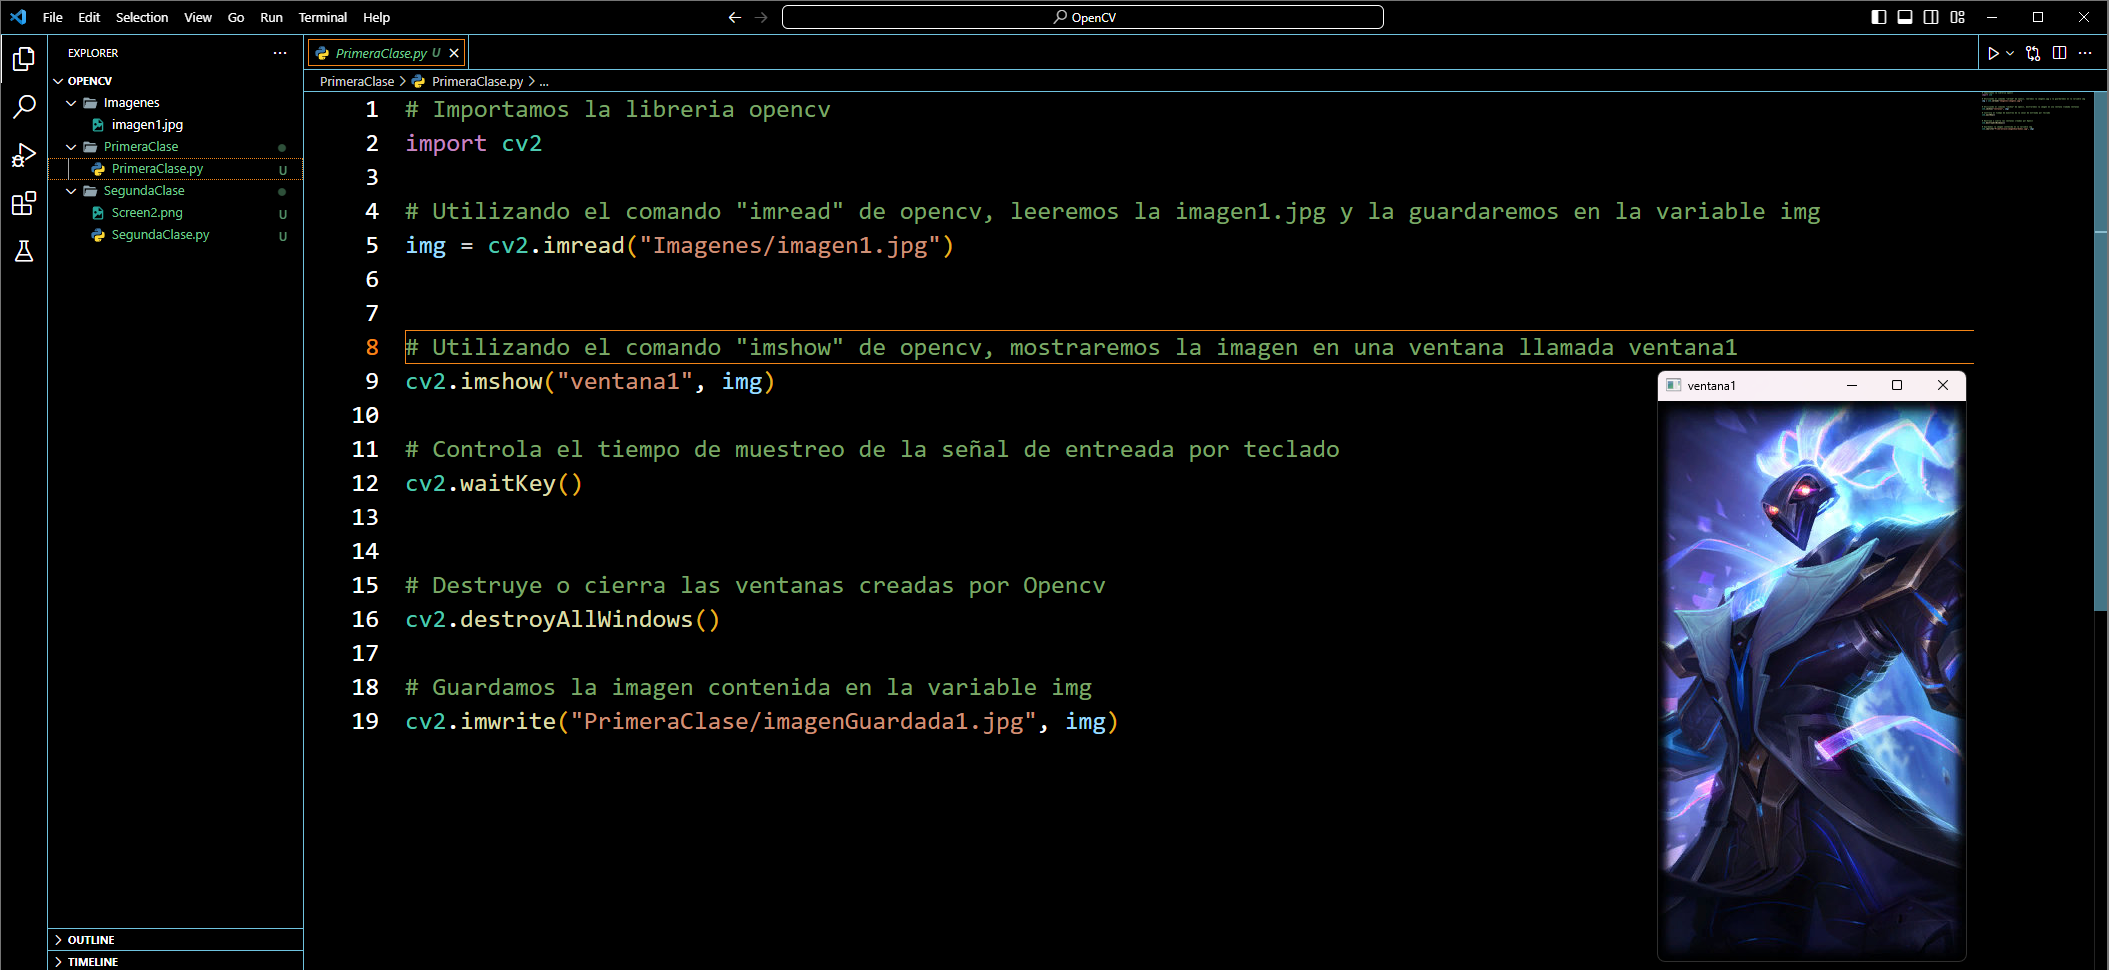 File Edit Selection View Go Run Terminal Help
OpenCV
EXPLORER
OPENCV
Imagenes
imagen1.jpg
PrimeraClase
PrimeraClase.py U
SegundaClase
Screen2.png U
SegundaClase.py U
OUTLINE
TIMELINE
PrimeraClase.py U
PrimeraClase > PrimeraClase.py > ...
1 # Importamos la libreria opencv
2 import cv2
3
4 # Utilizando el comando "imread" de opencv, leeremos la imagen1.jpg y la guardaremos en la variable img
5 img = cv2.imread("Imagenes/imagen1.jpg")
6
7
8 # Utilizando el comando "imshow" de opencv, mostraremos la imagen en una ventana llamada ventana1
9 cv2.imshow("ventana1", img)
10
11 # Controla el tiempo de muestreo de la señal de entreada por teclado
12 cv2.waitKey()
13
14
15 # Destruye o cierra las ventanas creadas por Opencv
16 cv2.destroyAllWindows()
17
18 # Guardamos la imagen contenida en la variable img
19 cv2.imwrite("PrimeraClase/imagenGuardada1.jpg", img)
ventana1